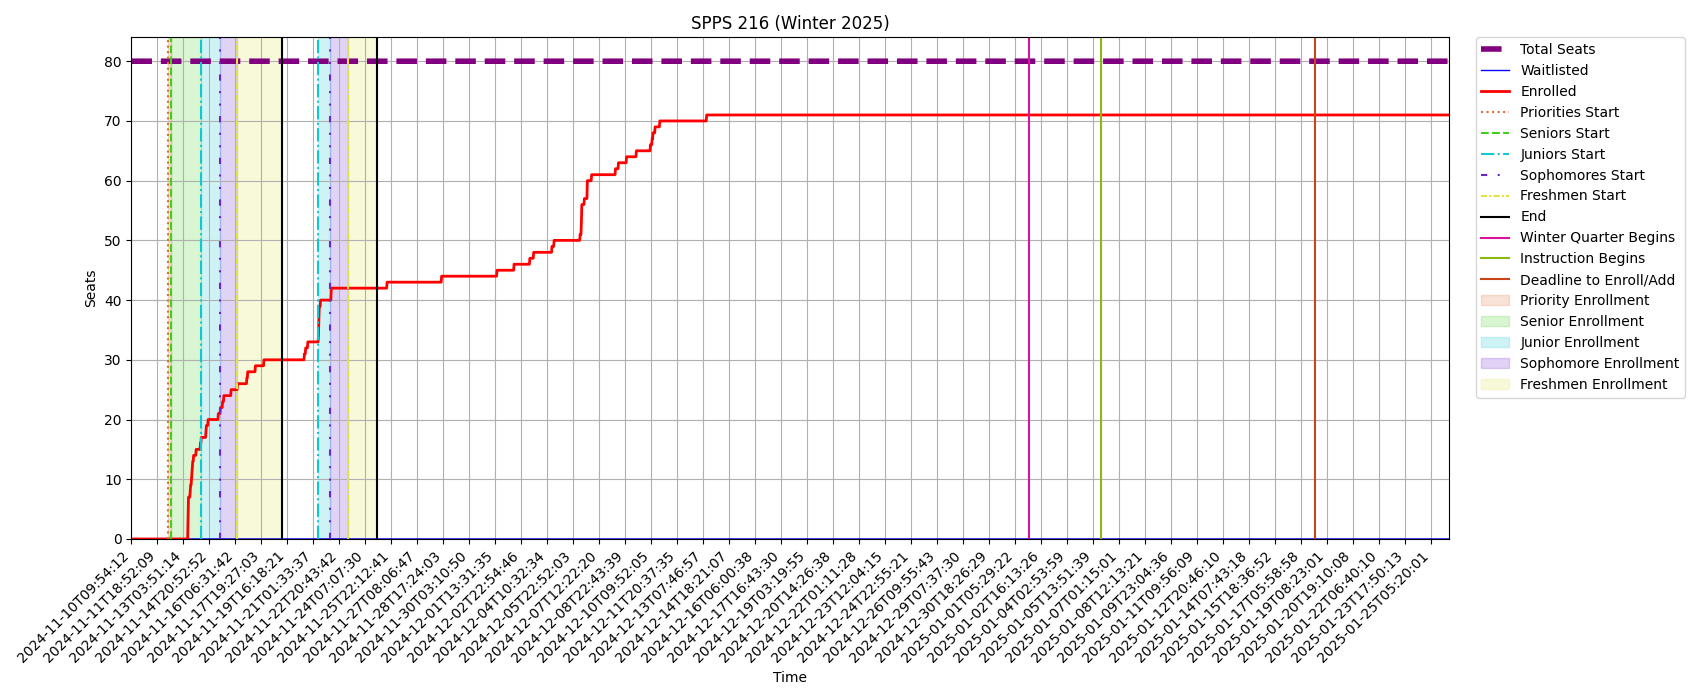 SPPS 216 (Winter 2025)
Seats
80
70
60
50
40
30
20
10
0
2024-11-10T09:54:12
2024-11-11T18:52:09
2024-11-13T03:51:14
2024-11-14T10:52:52
2024-11-16T06:31:42
2024-11-17T19:27:03
2024-11-19T16:18:21
2024-11-21T01:33:37
2024-11-22T20:43:42
2024-11-24T07:07:30
2024-11-25T22:12:41
2024-11-27T08:06:47
2024-11-28T17:24:03
2024-11-30T03:10:50
2024-12-01T13:31:35
2024-12-02T22:54:46
2024-12-04T10:32:34
2024-12-05T22:52:03
2024-12-07T12:22:20
2024-12-08T22:43:39
2024-12-10T09:52:05
2024-12-11T20:37:35
2024-12-13T07:46:57
2024-12-14T18:21:07
2024-12-16T06:00:38
2024-12-17T16:43:30
2024-12-19T03:19:55
2024-12-20T14:26:38
2024-12-22T01:11:28
2024-12-23T12:04:15
2024-12-24T22:55:21
2024-12-26T09:55:43
2024-12-29T07:37:30
2024-12-30T18:26:29
2025-01-01T05:29:22
2025-01-02T16:13:26
2025-01-04T02:53:59
2025-01-05T13:51:39
2025-01-07T01:15:01
2025-01-08T12:13:21
2025-01-09T23:04:36
2025-01-11T09:56:09
2025-01-12T20:46:10
2025-01-14T07:43:18
2025-01-15T18:36:52
2025-01-17T05:58:58
2025-01-19T08:23:01
2025-01-20T19:10:08
2025-01-22T06:40:10
2025-01-23T17:50:13
2025-01-25T05:20:01
Time
Total Seats
Waitlisted
Enrolled
Priorities Start
Seniors Start
Juniors Start
Sophomores Start
Freshmen Start
End
Winter Quarter Begins
Instruction Begins
Deadline to Enroll/Add
Priority Enrollment
Senior Enrollment
Junior Enrollment
Sophomore Enrollment
Freshmen Enrollment